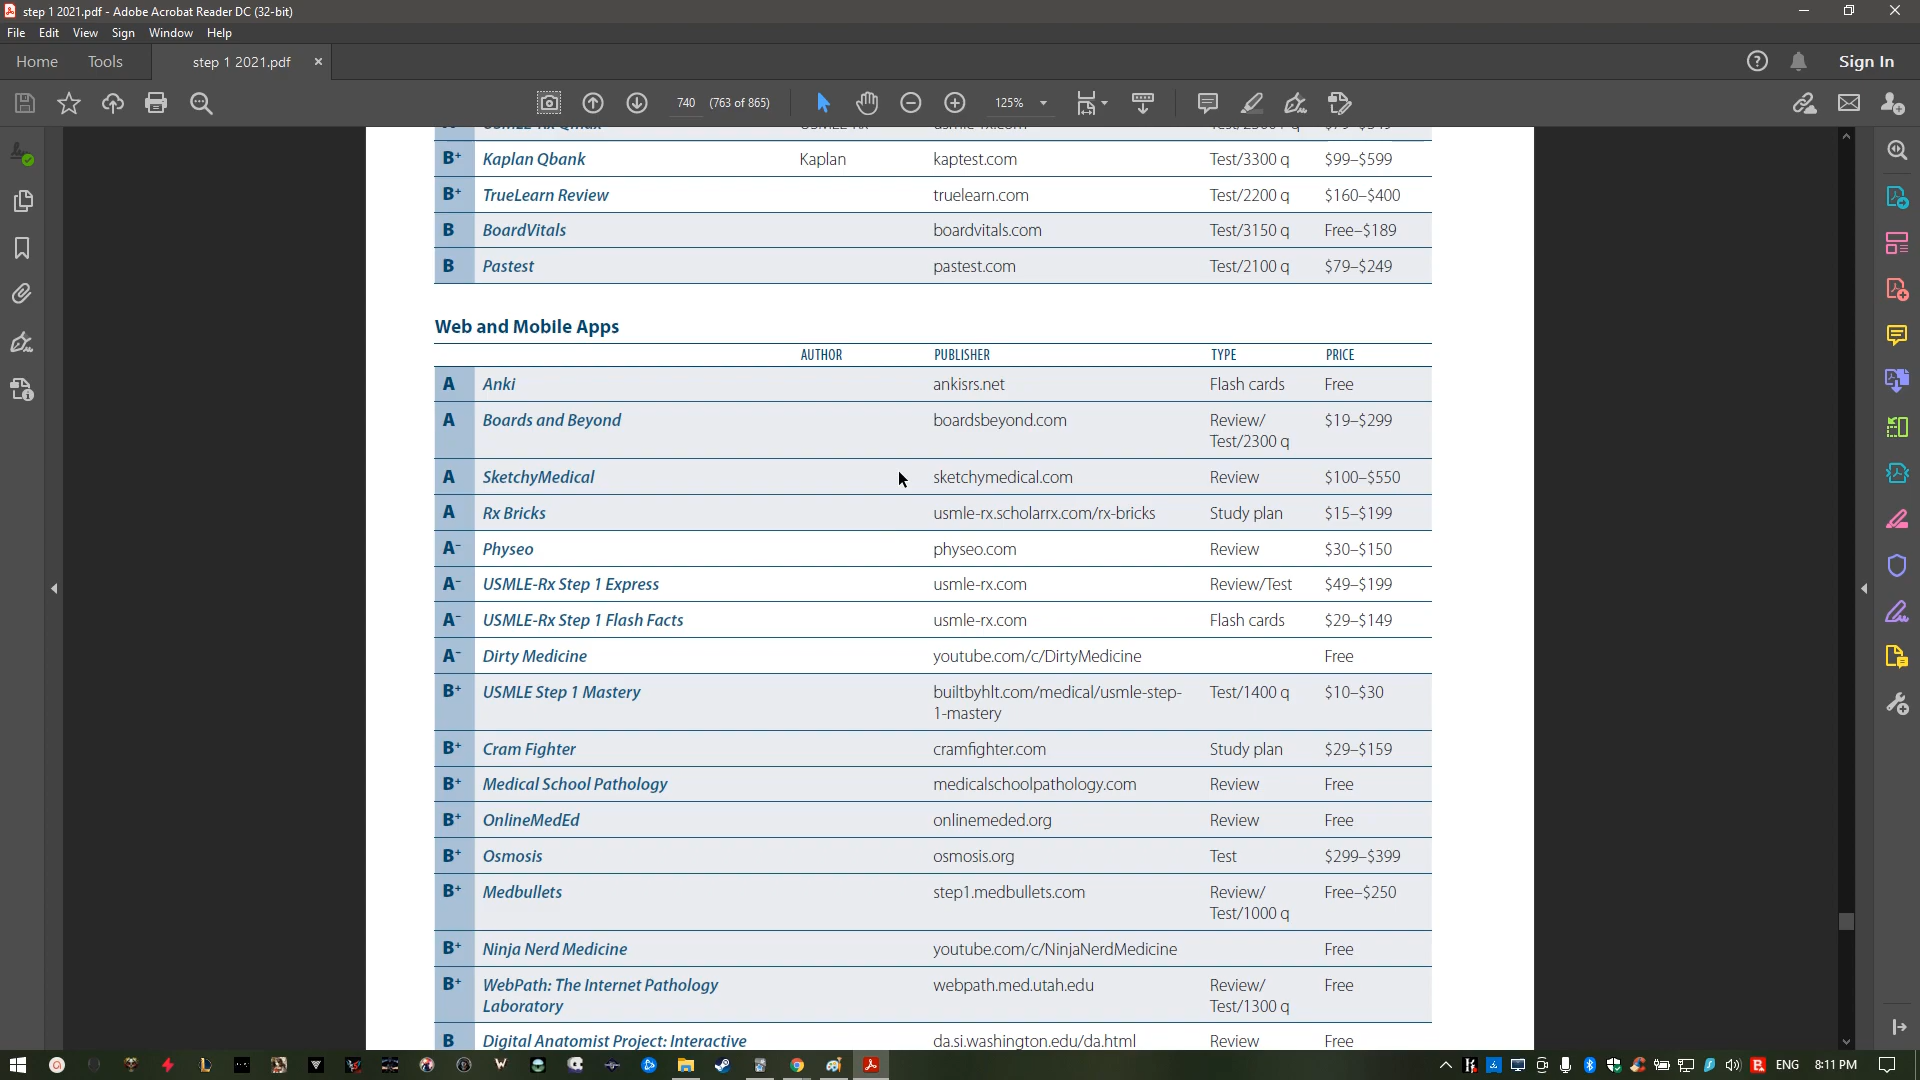 step 1 2021.pdf - Adobe Acrobat Reader DC (32-bit)
File Edit View Sign Window Help
Home Tools step 1 2021.pdf × Sign In
740 (763 of 865) 125%
B+ Kaplan Qbank Kaplan kaptest.com Test/3300 q $99–$599
B+ TrueLearn Review truelearn.com Test/2200 q $160–$400
B BoardVitals boardvitals.com Test/3150 q Free–$189
B Pastest pastest.com Test/2100 q $79–$249
Web and Mobile Apps
AUTHOR PUBLISHER TYPE PRICE
A Anki ankisrs.net Flash cards Free
A Boards and Beyond boardsbeyond.com Review/ $19–$299
Test/2300 q
A SketchyMedical sketchymedical.com Review $100–$550
A Rx Bricks usmle-rx.scholarrx.com/rx-bricks Study plan $15–$199
A– Physeo physeo.com Review $30–$150
A– USMLE-Rx Step 1 Express usmle-rx.com Review/Test $49–$199
A– USMLE-Rx Step 1 Flash Facts usmle-rx.com Flash cards $29–$149
A– Dirty Medicine youtube.com/c/DirtyMedicine Free
B+ USMLE Step 1 Mastery builtbyhlt.com/medical/usmle-step- Test/1400 q $10–$30
1-mastery
B+ Cram Fighter cramfighter.com Study plan $29–$159
B+ Medical School Pathology medicalschoolpathology.com Review Free
B+ OnlineMedEd onlinemeded.org Review Free
B+ Osmosis osmosis.org Test $299–$399
B+ Medbullets step1.medbullets.com Review/ Free–$250
Test/1000 q
B+ Ninja Nerd Medicine youtube.com/c/NinjaNerdMedicine Free
B+ WebPath: The Internet Pathology webpath.med.utah.edu Review/ Free
Laboratory Test/1300 q
B Digital Anatomist Project: Interactive da.si.washington.edu/da.html Review Free
ENG 8:11 PM